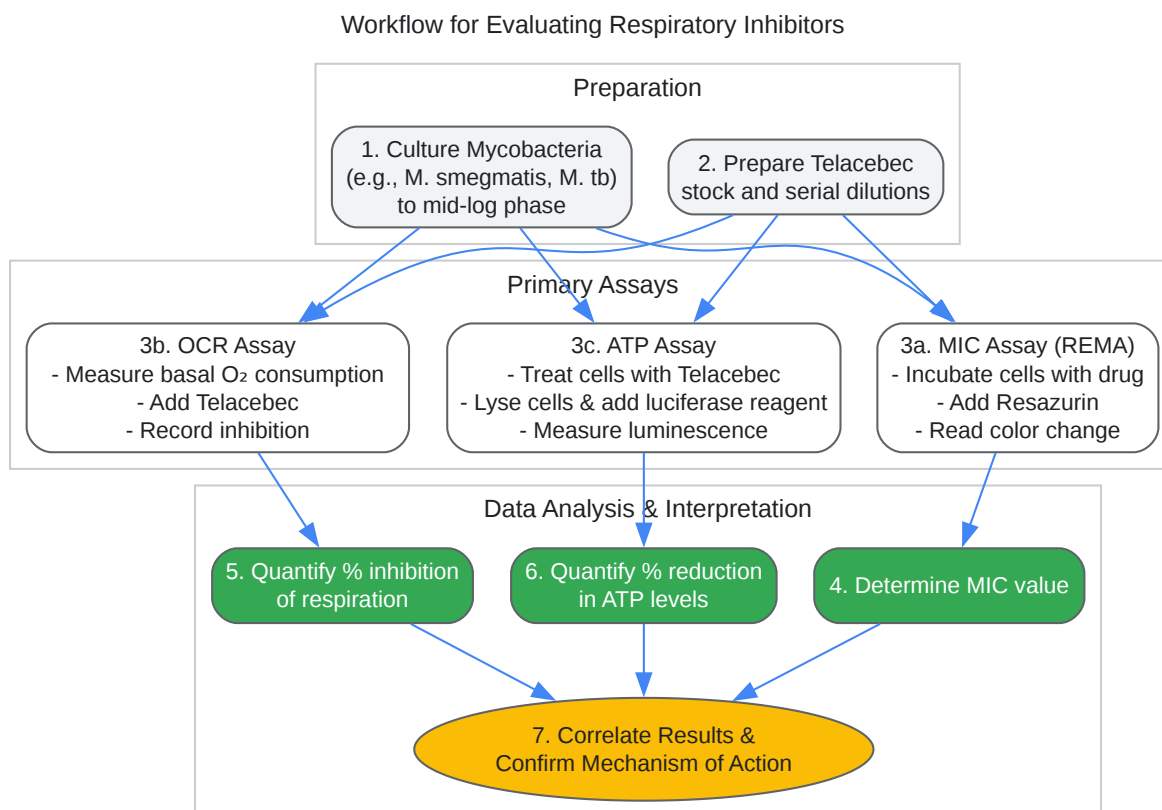 Workflow for Evaluating Respiratory Inhibitors
Preparation
1. Culture Mycobacteria
(e.g., M. smegmatis, M. tb)
to mid-log phase
2. Prepare Telacebec
stock and serial dilutions
Primary Assays
3b. OCR Assay
- Measure basal O₂ consumption
- Add Telacebec
- Record inhibition
3c. ATP Assay
- Treat cells with Telacebec
- Lyse cells & add luciferase reagent
- Measure luminescence
3a. MIC Assay (REMA)
- Incubate cells with drug
- Add Resazurin
- Read color change
Data Analysis & Interpretation
5. Quantify % inhibition
of respiration
6. Quantify % reduction
in ATP levels
4. Determine MIC value
7. Correlate Results &
Confirm Mechanism of Action